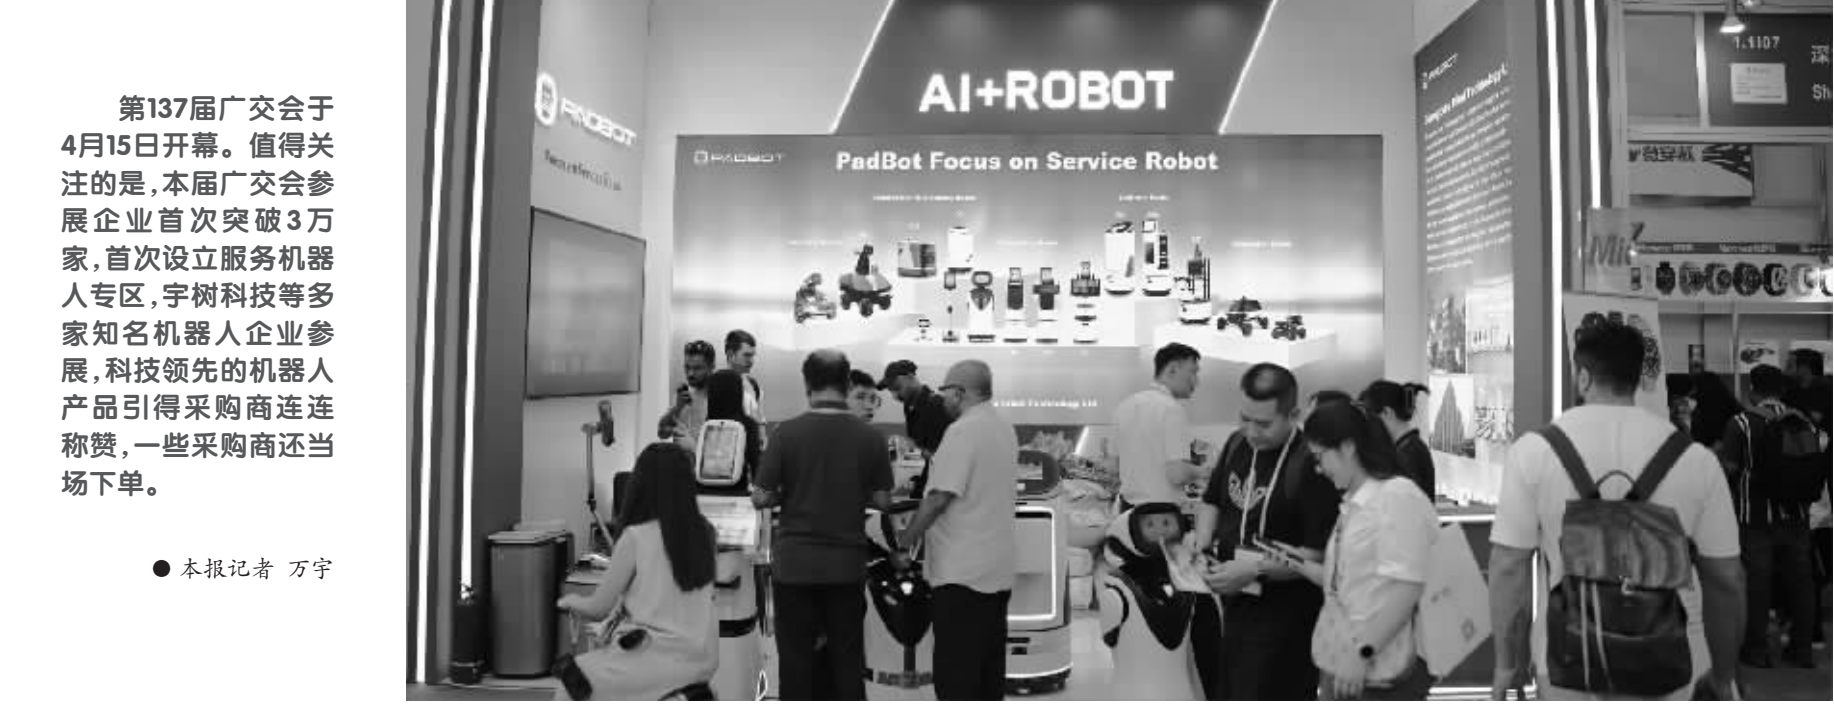 第137届广交会于
4月15日开幕。值得关
注的是,本届广交会参
展企业首次突破3万
家,首次设立服务机器
人专区,宇树科技等多
家知名机器人企业参
展,科技领先的机器人
产品引得采购商连连
称赞,一些采购商还当
场下单。
● 本报记者 万宇
AI+ROBOT
PADBOT
PADBOT
PadBot Focus on Service Robot
PADBOT
1.1I07
深
Sh